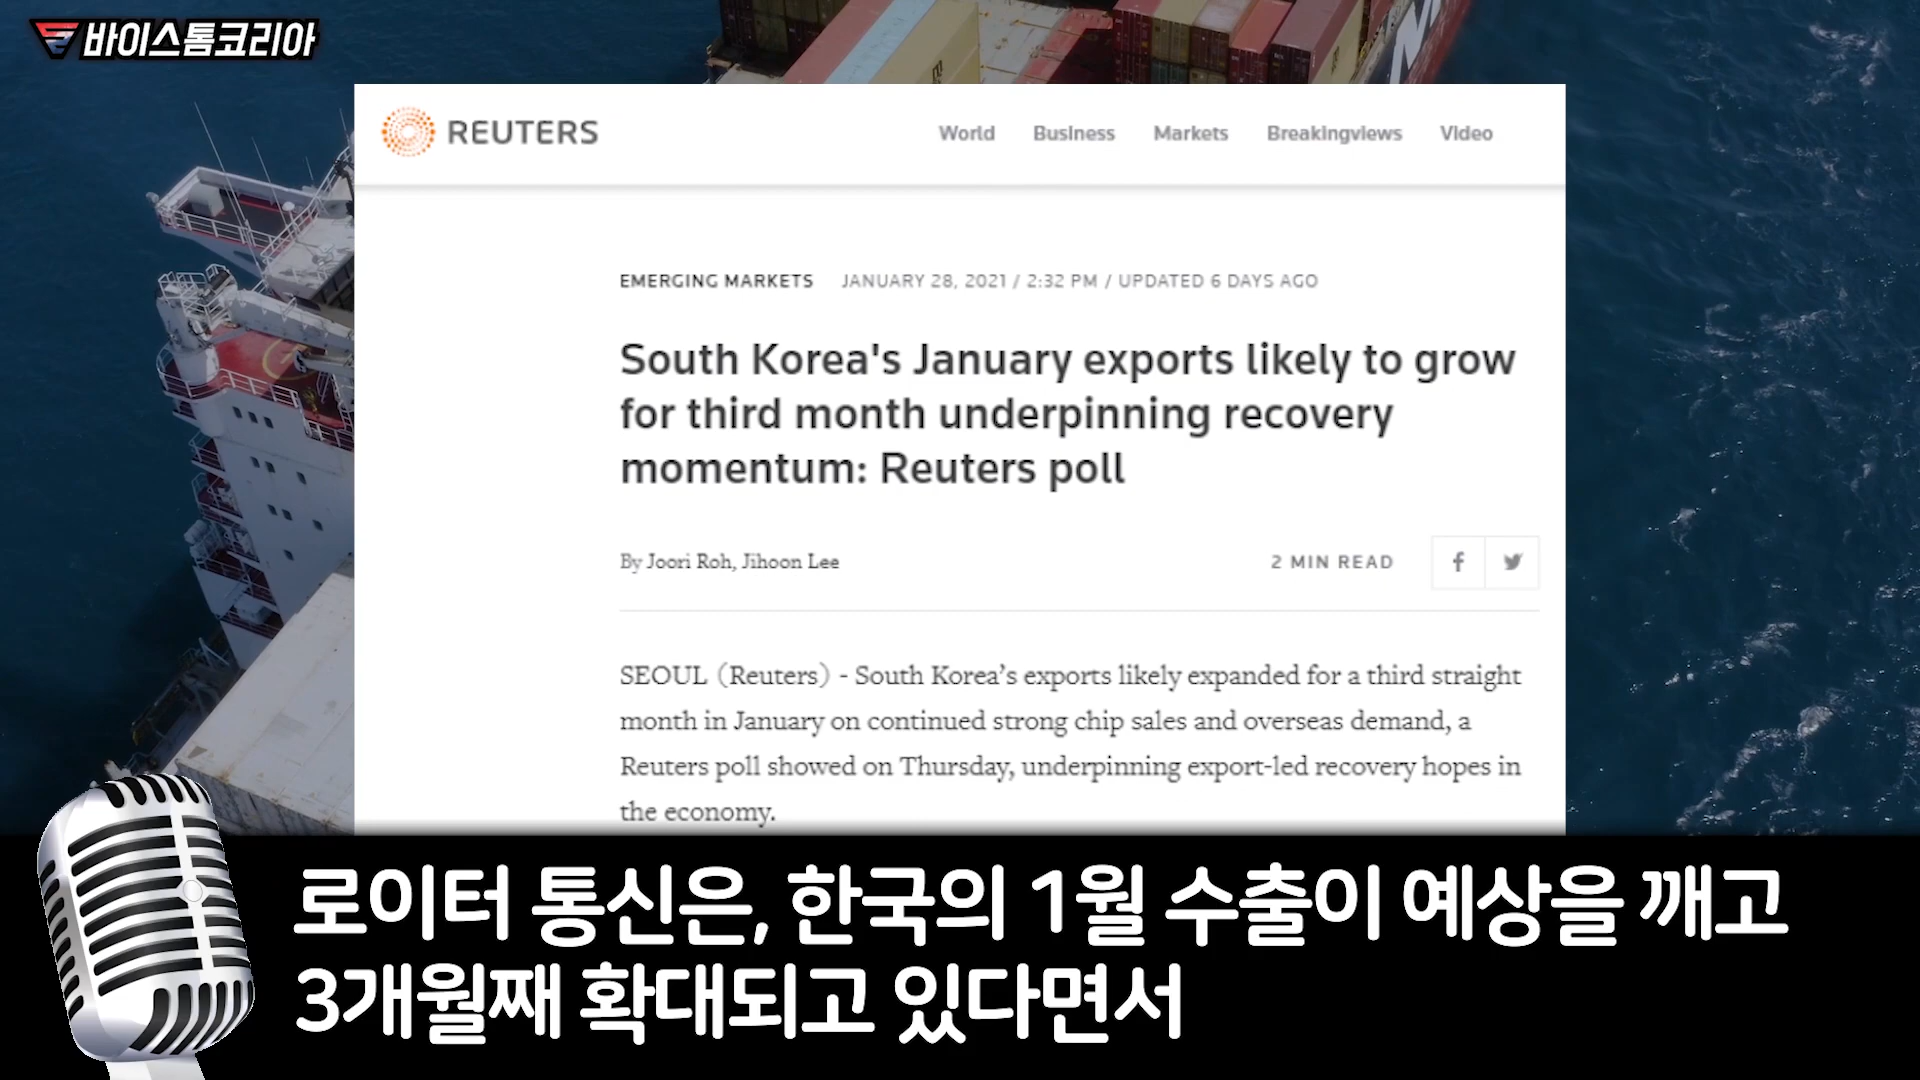 바이스톰코리아
REUTERS
World Business Markets Breakingviews Video
EMERGING MARKETS JANUARY 28, 2021 / 2:32 PM / UPDATED 6 DAYS AGO
South Korea's January exports likely to grow
for third month underpinning recovery
momentum: Reuters poll
By Joori Roh, Jihoon Lee
2 MIN READ
SEOUL (Reuters) - South Korea’s exports likely expanded for a third straight
month in January on continued strong chip sales and overseas demand, a
Reuters poll showed on Thursday, underpinning export-led recovery hopes in
the economy.
로이터 통신은, 한국의 1월 수출이 예상을 깨고
3개월째 확대되고 있다면서